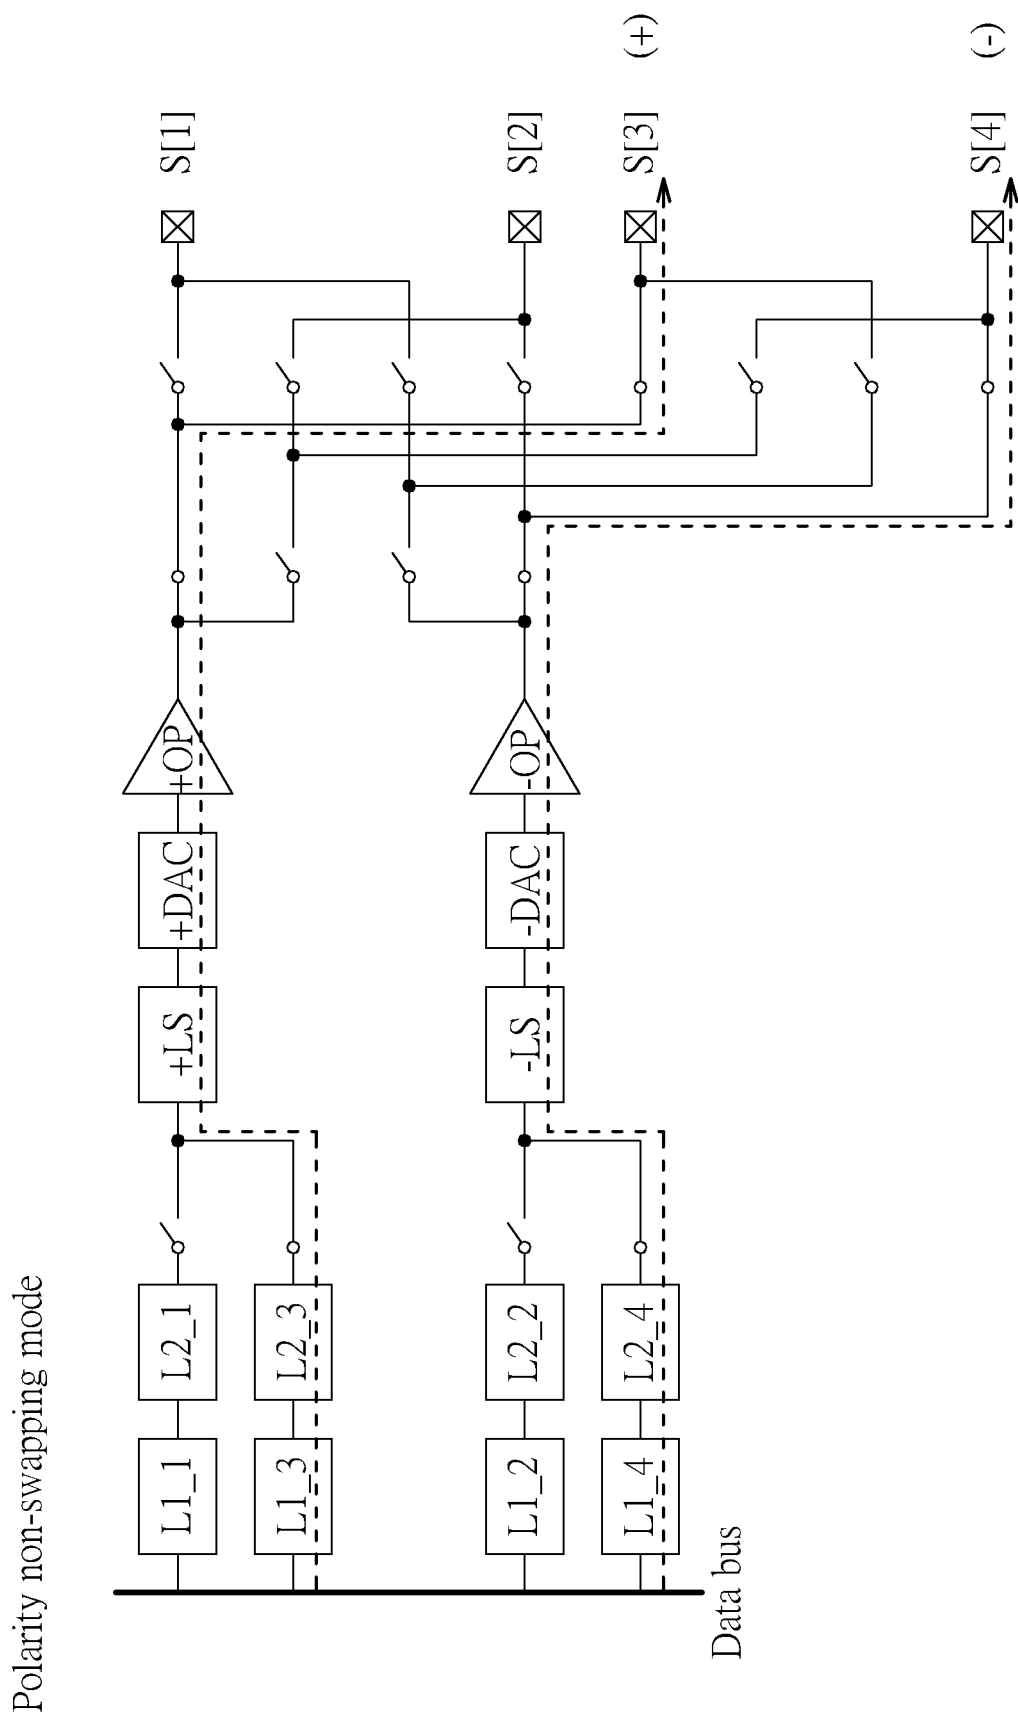 Polarity non-swapping mode
L1_1
L2_1
+LS
+DAC
+OP
S[1]
L1_3
L2_3
L1_2
L2_2
-LS
-DAC
-OP
S[2]
L1_4
L2_4
S[3]
(+)
S[4]
(-)
Data bus